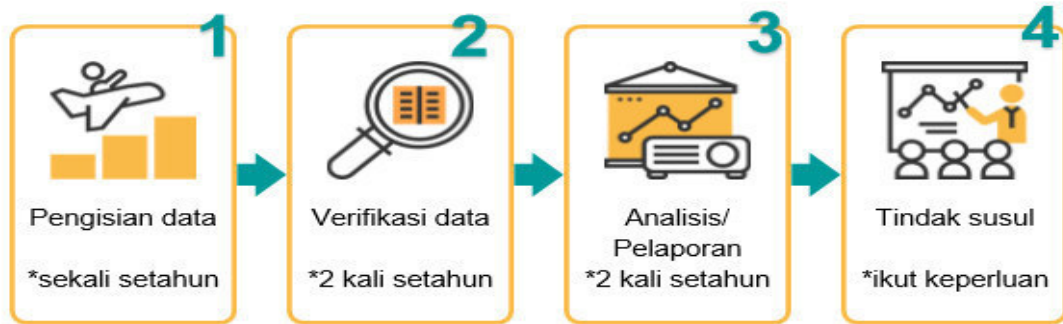 1
Pengisian data
*sekali setahun
2
Verifikasi data
*2 kali setahun
3
Analisis/
Pelaporan
*2 kali setahun
4
Tindak susul
*ikut keperluan